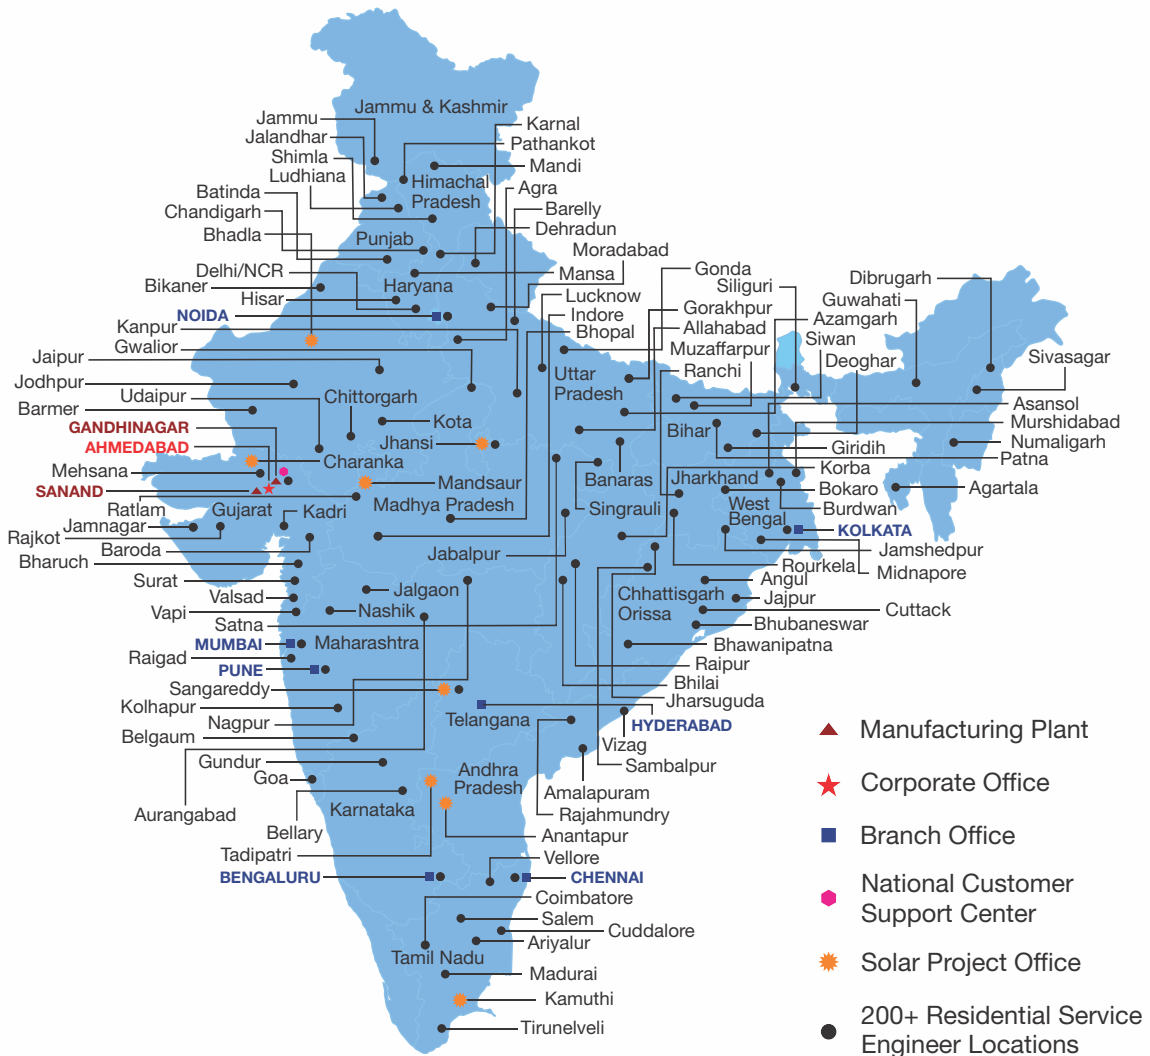 Jammu & Kashmir
Jammu
Karnal
Jalandhar
Pathankot
Shimla
Mandi
Ludhiana
Himachal
Pradesh
Agra
Batinda
Barelly
Chandigarh
Dehradun
Bhadla
Punjab
Moradabad
Delhi/NCR
Mansa
Gonda
Siliguri
Dibrugarh
Bikaner
Haryana
Hisar
Lucknow
Guwahati
NOIDA
Indore
Gorakhpur
Azamgarh
Kanpur
Bhopal
Allahabad
Siwan
Gwalior
Muzaffarpur
Deoghar
Sivasagar
Jaipur
Uttar
Pradesh
Ranchi
Jodhpur
Udaipur
Chittorgarh
Asansol
Barmer
Kota
Murshidabad
GANDHINAGAR
Bihar
Numaligarh
AHMEDABAD
Jhansi
Giridih
Patna
Charanka
Korba
Mehsana
Mandsaur
Banaras
Jharkhand
Bokaro
Agartala
SANAND
Madhya Pradesh
Singrauli
West
Bengal
Burdwan
Ratlam
Gujarat
Kadri
KOLKATA
Jamnagar
Rajkot
Baroda
Jabalpur
Jamshedpur
Bharuch
Rourkela
Midnapore
Surat
Angul
Valsad
Jalgaon
Chhattisgarh
Jajpur
Vapi
Nashik
Orissa
Cuttack
Satna
Bhubaneswar
MUMBAI
Maharashtra
Bhawanipatna
Raigad
Raipur
PUNE
Bhilai
Sangareddy
Jharsuguda
Kolhapur
Telangana
HYDERABAD
Nagpur
Belgaum
Vizag
Gundur
Sambalpur
Goa
Andhra
Pradesh
Amalapuram
Aurangabad
Karnataka
Rajahmundry
Bellary
Anantapur
Tadipatri
Vellore
BENGALURU
CHENNAI
Coimbatore
Salem
Cuddalore
Ariyalur
Tamil Nadu
Madurai
Kamuthi
Tirunelveli
Manufacturing Plant
Corporate Office
Branch Office
National Customer
Support Center
Solar Project Office
200+ Residential Service
Engineer Locations